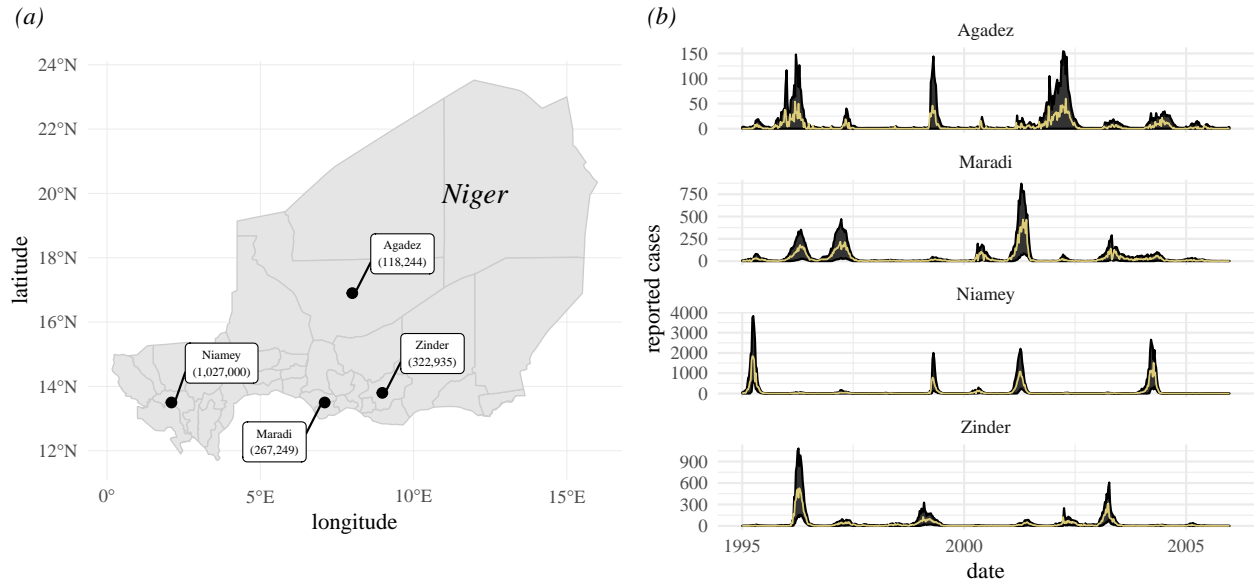 (a)
24°N
22°N
20°N
18°N
16°N
14°N
12°N
latitude
Niger
Agadez
(118,244)
Zinder
(322,935)
Niamey
(1,027,000)
Maradi
(267,249)
0°
5°E
10°E
15°E
longitude
(b)
reported cases
Agadez
150
100
50
0
Maradi
750
500
250
0
Niamey
4000
3000
2000
1000
0
Zinder
900
600
300
0
1995
2000
2005
date